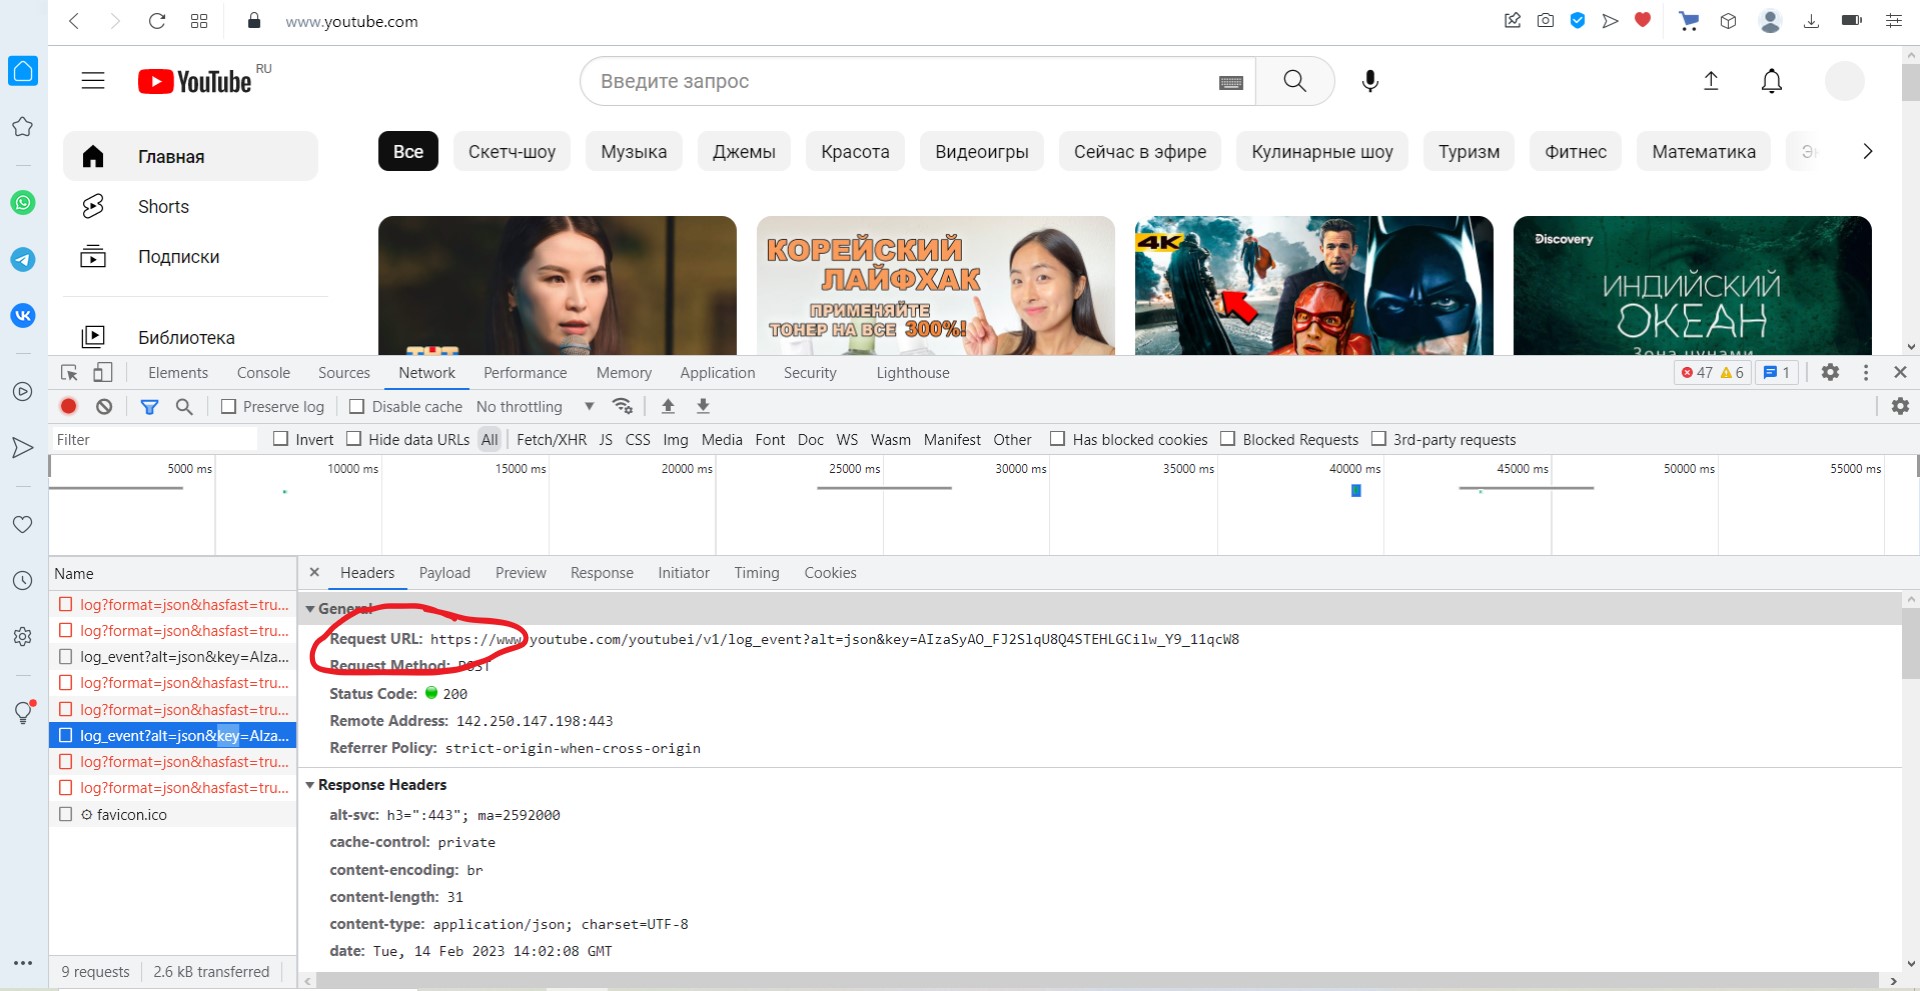 www.youtube.com
YouTube RU
Введите запрос
Главная
Shorts
Подписки
Библиотека
Все
Скетч-шоу
Музыка
Джемы
Красота
Видеоигры
Сейчас в эфире
Кулинарные шоу
Туризм
Фитнес
Математика
КОРЕЙСКИЙ
ЛАЙФХАК
ПРИМЕНЯЙТЕ
ТОНЕР НА ВСЕ 300%!
4K
Discovery
ИНДИЙСКИЙ
ОКЕАН
Зона цунами
Elements Console Sources Network Performance Memory Application Security Lighthouse 47 6 1
Preserve log Disable cache No throttling
Filter Invert Hide data URLs All Fetch/XHR JS CSS Img Media Font Doc WS Wasm Manifest Other Has blocked cookies Blocked Requests 3rd-party requests
5000 ms 10000 ms 15000 ms 20000 ms 25000 ms 30000 ms 35000 ms 40000 ms 45000 ms 50000 ms 55000 ms
Name
log?format=json&hasfast=tru...
log?format=json&hasfast=tru...
log_event?alt=json&key=AIza...
log?format=json&hasfast=tru...
log?format=json&hasfast=tru...
log_event?alt=json&key=AIza...
log?format=json&hasfast=tru...
log?format=json&hasfast=tru...
favicon.ico
9 requests 2.6 kB transferred
Headers Payload Preview Response Initiator Timing Cookies
General
Request URL: https://www.youtube.com/youtubei/v1/log_event?alt=json&key=AIzaSyAO_FJ2SlqU8Q4STEHLGCilw_Y9_11qcW8
Request Method: POST
Status Code: 200
Remote Address: 142.250.147.198:443
Referrer Policy: strict-origin-when-cross-origin
Response Headers
alt-svc: h3=":443"; ma=2592000
cache-control: private
content-encoding: br
content-length: 31
content-type: application/json; charset=UTF-8
date: Tue, 14 Feb 2023 14:02:08 GMT